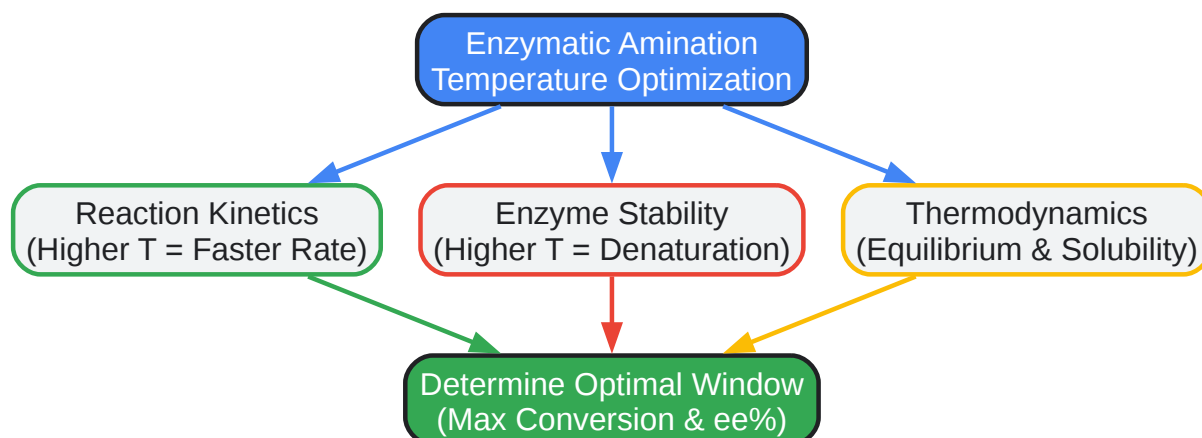 Enzymatic Amination
Temperature Optimization
Reaction Kinetics
(Higher T = Faster Rate)
Enzyme Stability
(Higher T = Denaturation)
Thermodynamics
(Equilibrium & Solubility)
Determine Optimal Window
(Max Conversion & ee%)